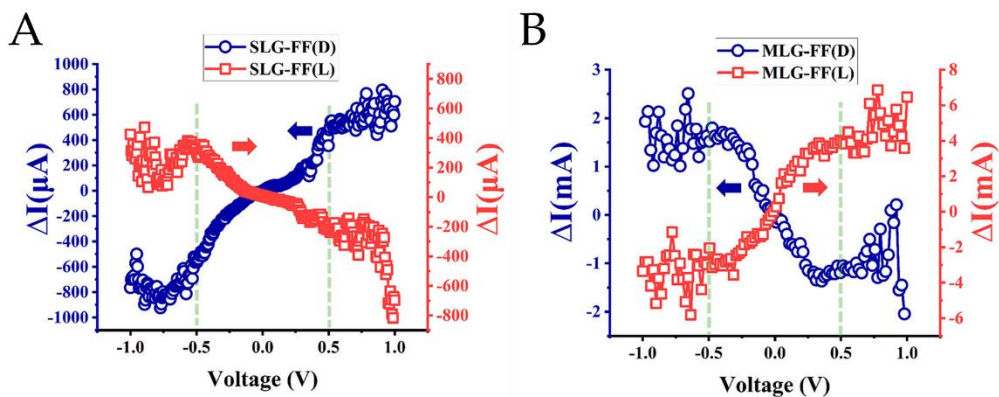 A
SLG-FF(D)
SLG-FF(L)
1000
800
600
400
200
0
-200
-400
-600
-800
-1000
ΔI(μA)
800
600
400
200
0
-200
-400
-600
-800
ΔI(μA)
-1.0 -0.5 0.0 0.5 1.0
Voltage (V)
B
MLG-FF(D)
MLG-FF(L)
3
2
1
0
-1
-2
ΔI(mA)
8
6
4
2
0
-2
-4
-6
ΔI(mA)
-1.0 -0.5 0.0 0.5 1.0
Voltage (V)